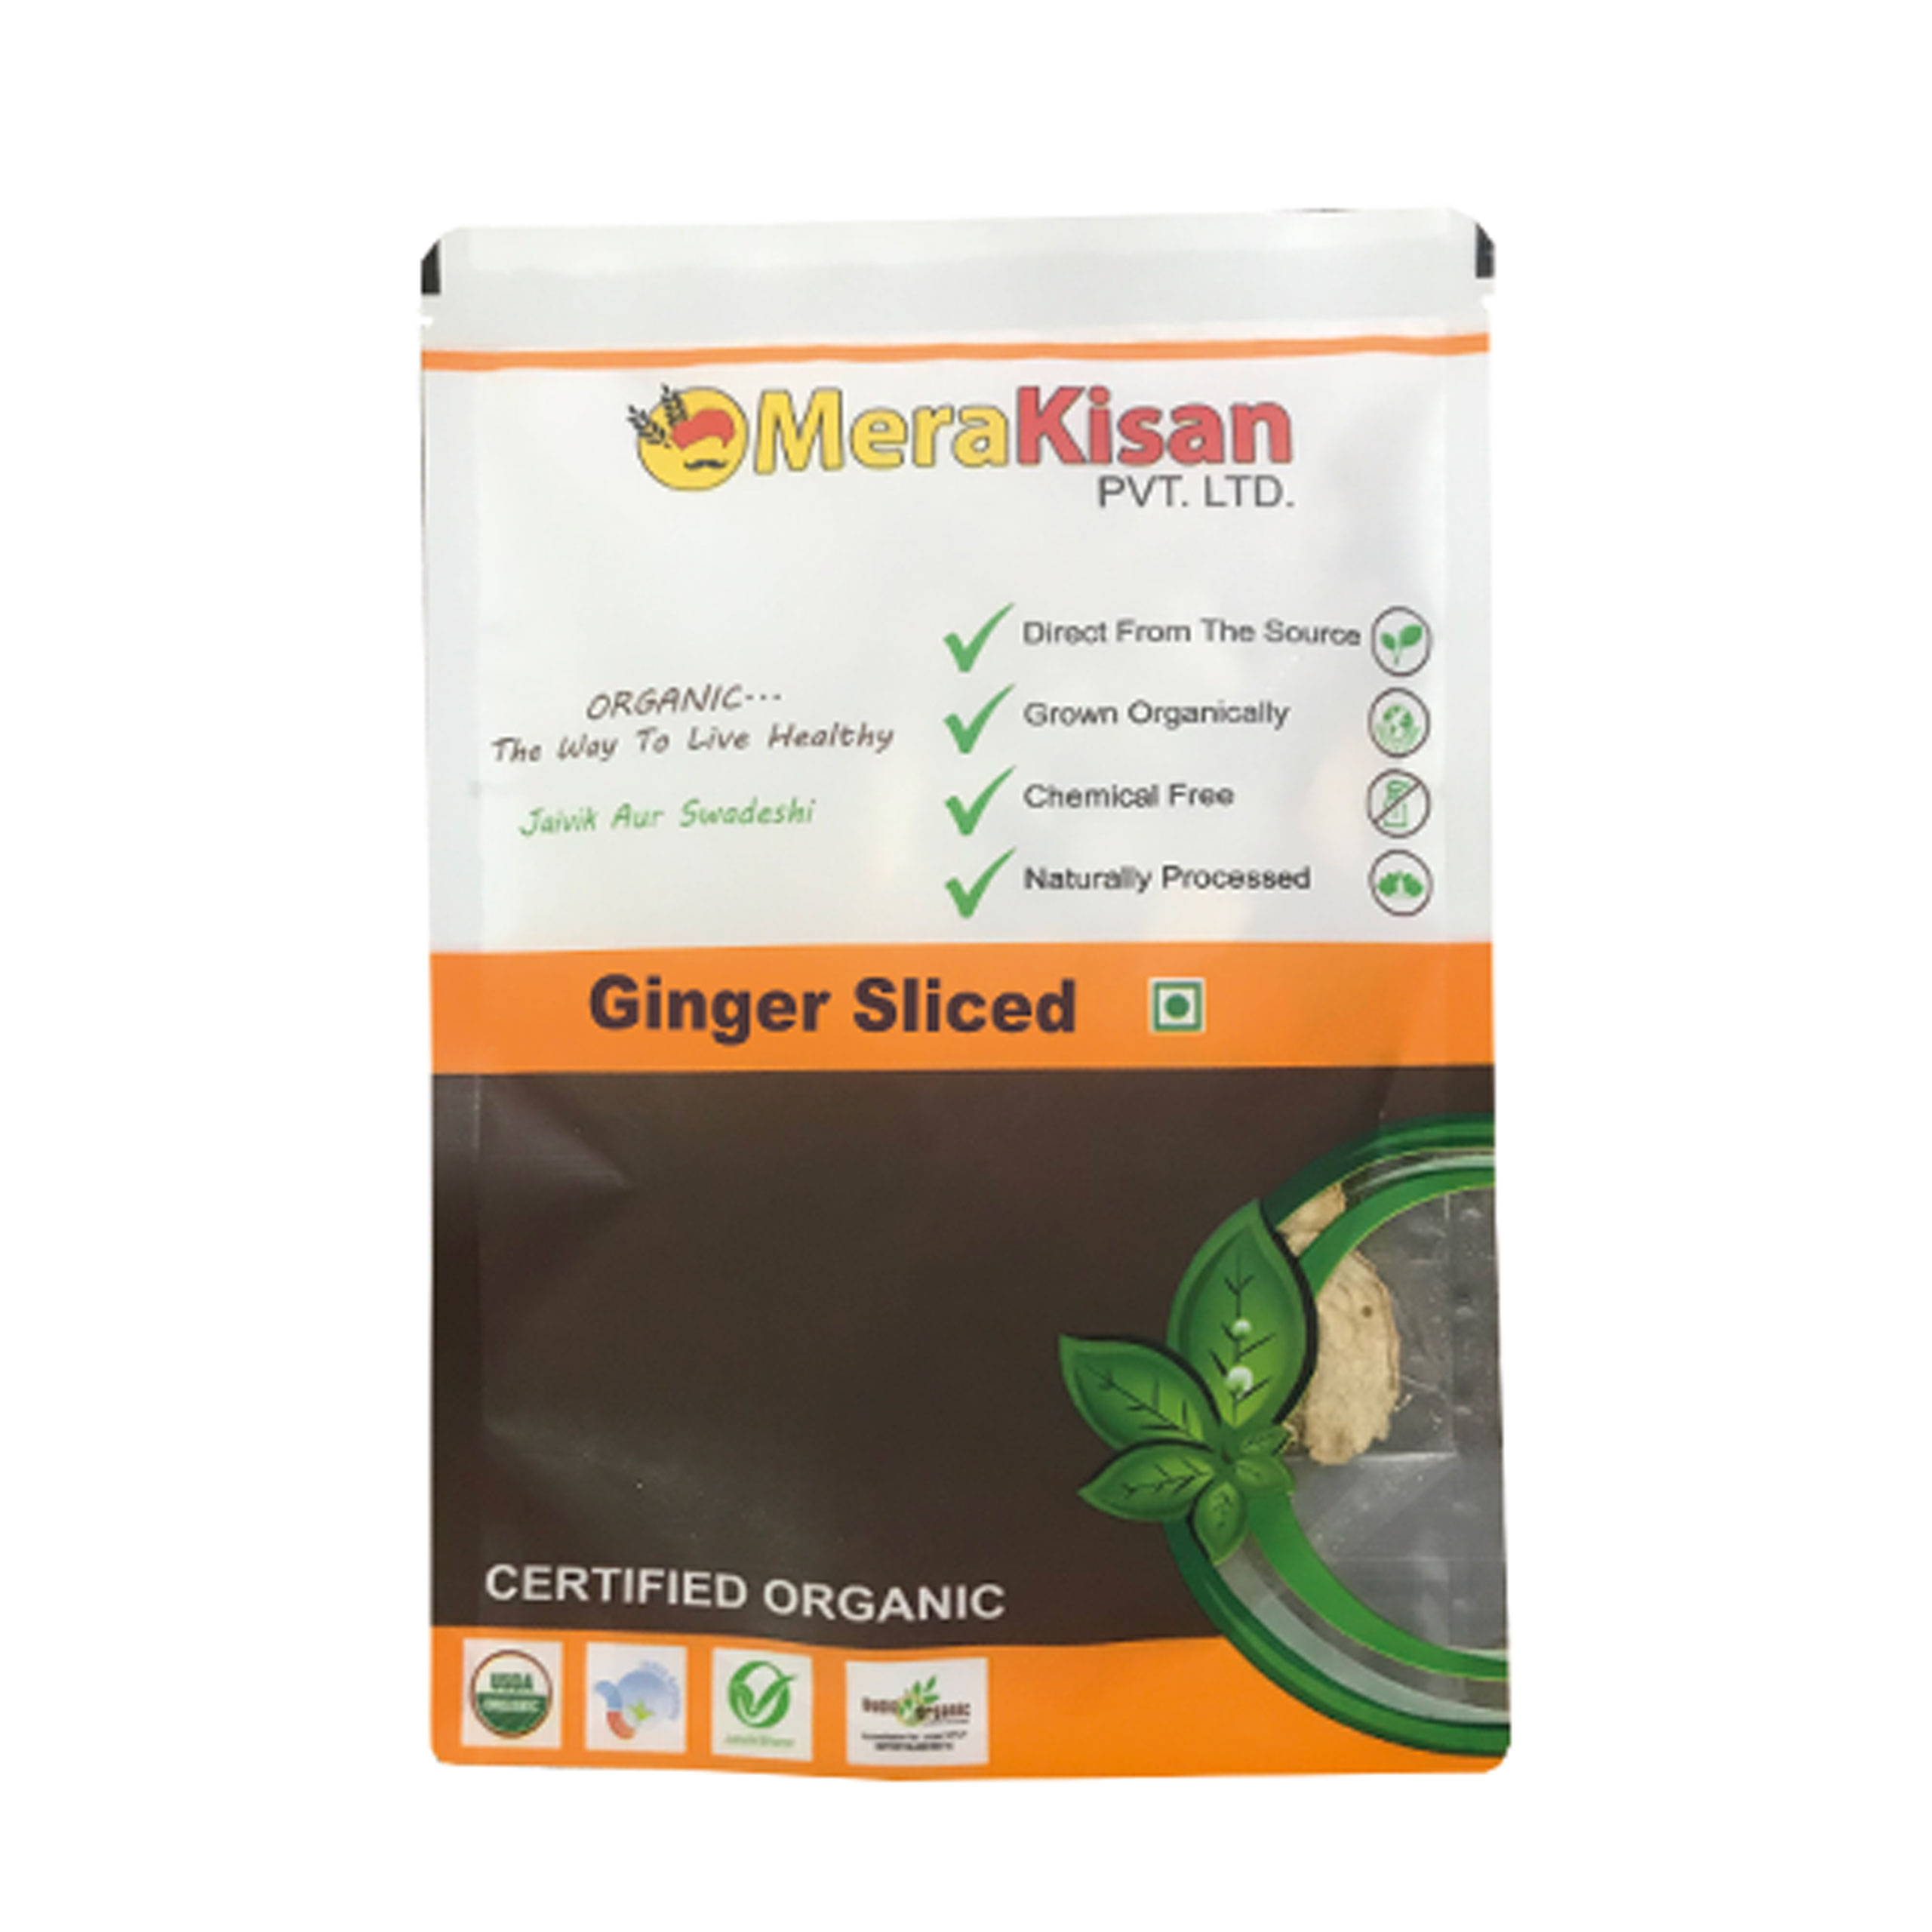 MeraKisan
PVT. LTD.
Direct From The Source
Grown Organically
Chemical Free
Naturally Processed
ORGANIC---
The Way To Live Healthy
Jaivik Aur Swadeshi
Ginger Sliced
CERTIFIED ORGANIC
USDA
ORGANIC